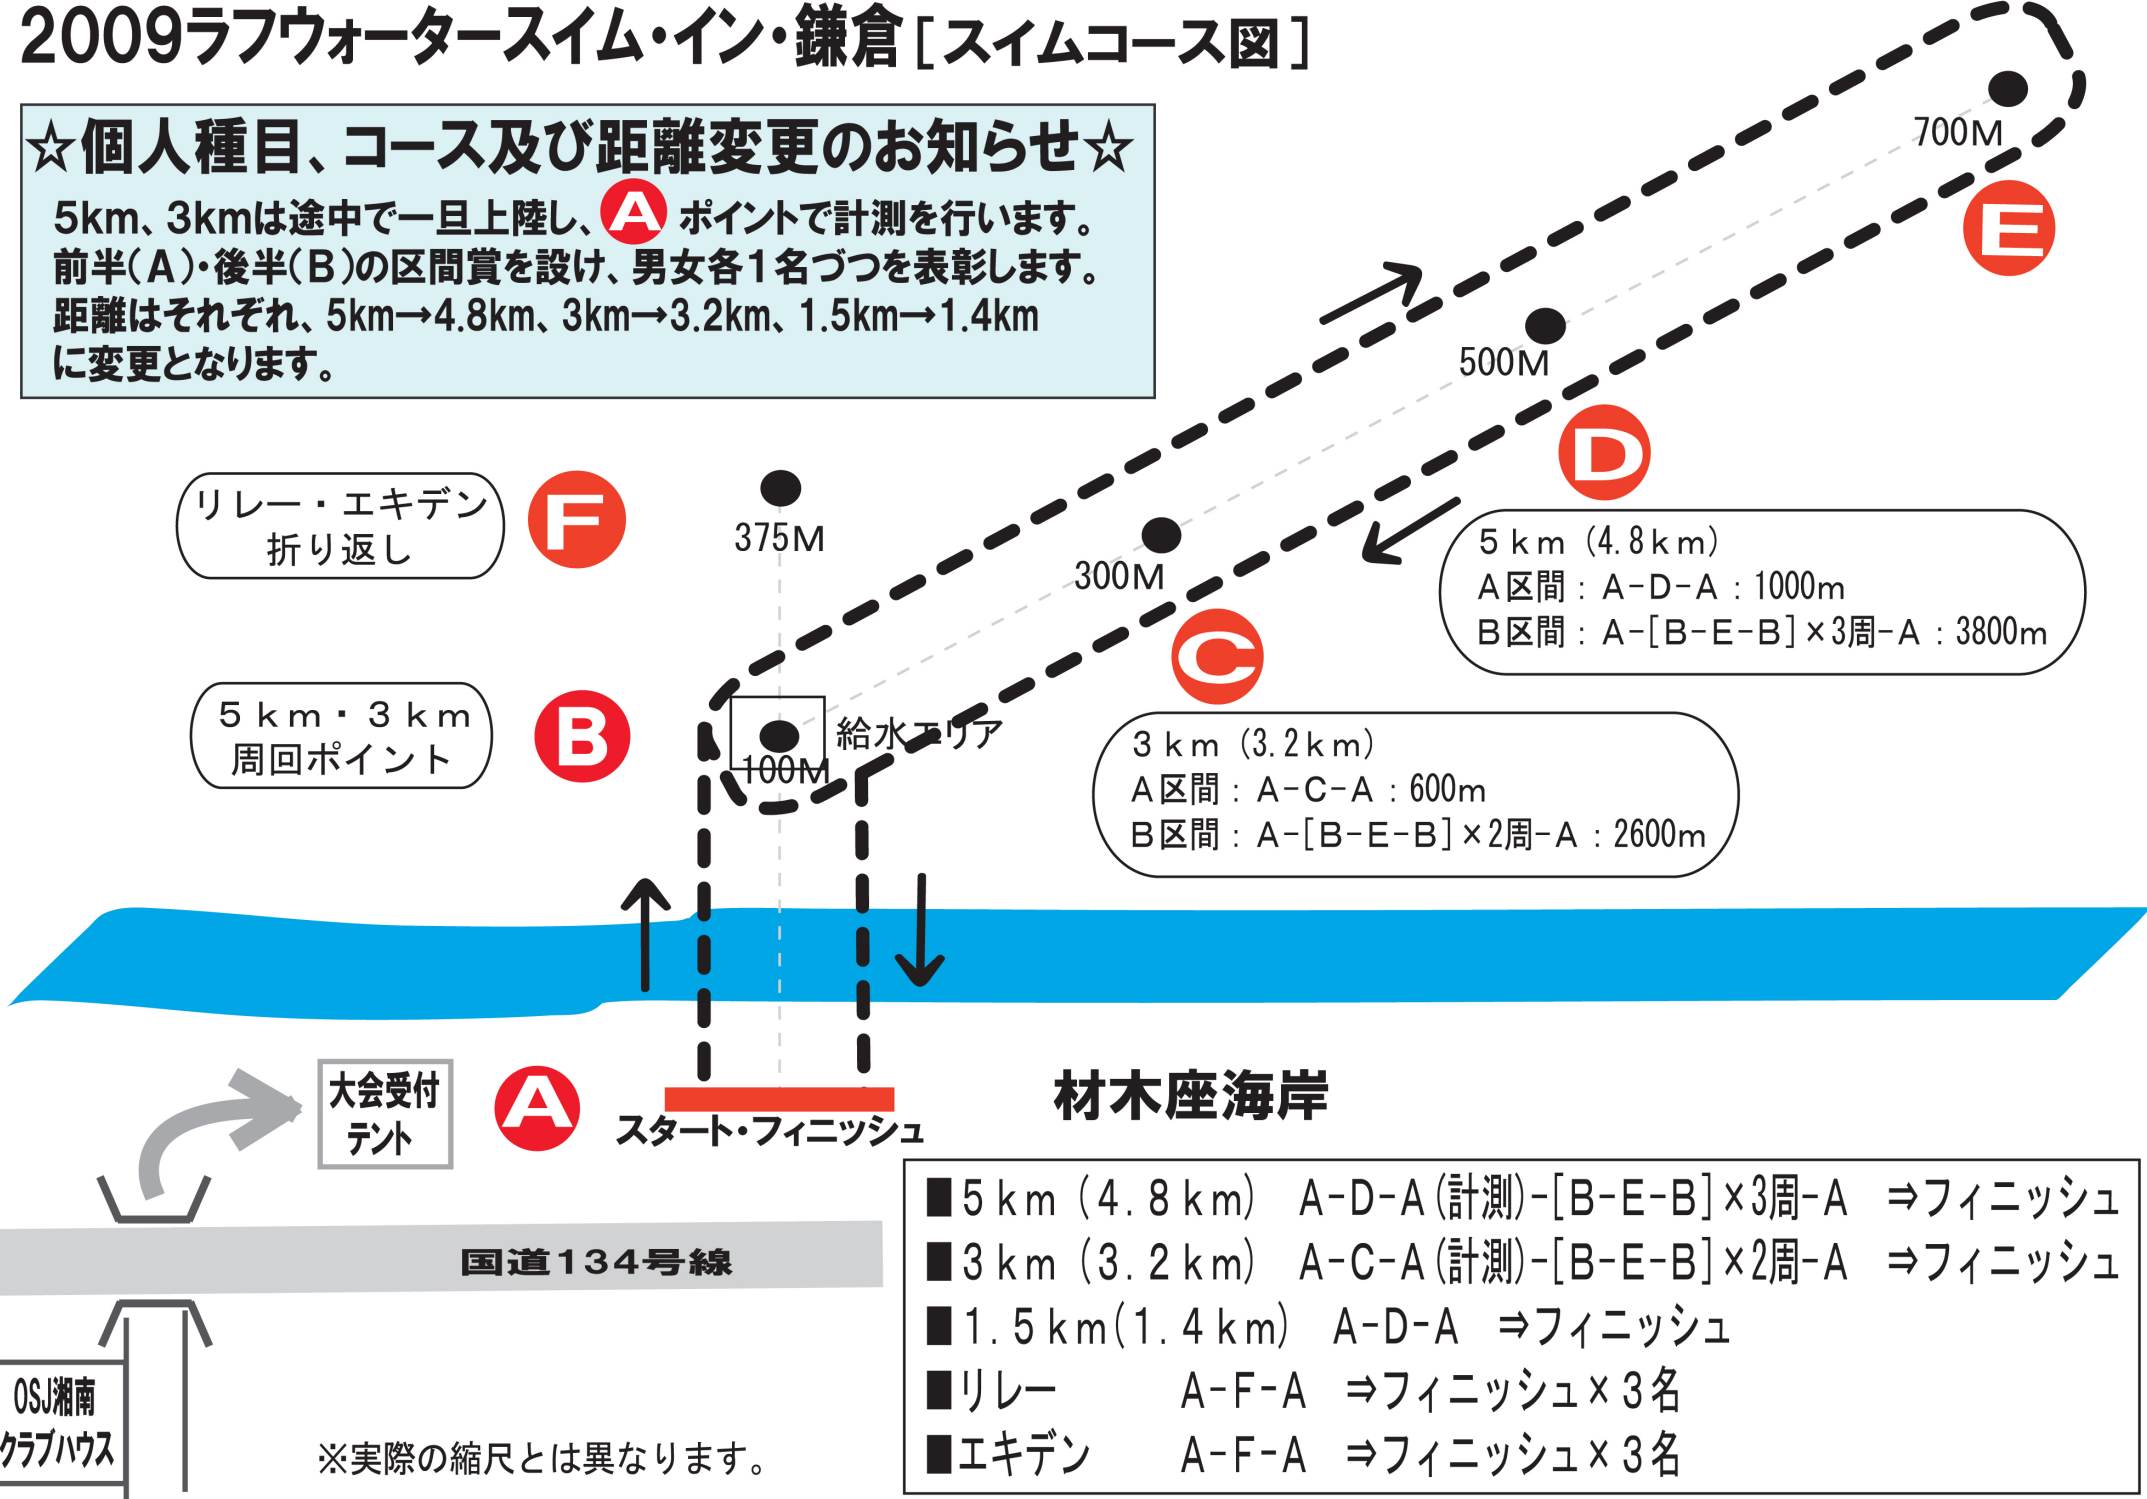 2009ラフウォータースイム・イン・鎌倉[スイムコース図]
☆個人種目、コース及び距離変更のお知らせ☆
5km、3kmは途中で一旦上陸し、A ポイントで計測を行います。
前半(A)・後半(B)の区間賞を設け、男女各1名づつを表彰します。
距離はそれぞれ、5km→4.8km、3km→3.2km、1.5km→1.4km
に変更となります。
700M
E
500M
D
リレー・エキデン
折り返し
F
375M
300M
C
5km(4.8km)
A区間:A-D-A:1000m
B区間:A-[B-E-B]×3周-A:3800m
5km・3km
周回ポイント
B
給水エリア
100M
3km(3.2km)
A区間:A-C-A:600m
B区間:A-[B-E-B]×2周-A:2600m
大会受付
テント
A
スタート・フィニッシュ
材木座海岸
国道134号線
■5km(4.8km) A-D-A(計測)-[B-E-B]×3周-A ⇒フィニッシュ
■3km(3.2km) A-C-A(計測)-[B-E-B]×2周-A ⇒フィニッシュ
■1.5km(1.4km) A-D-A ⇒フィニッシュ
■リレー A-F-A ⇒フィニッシュ×3名
■エキデン A-F-A ⇒フィニッシュ×3名
OSJ湘南
クラブハウス
※実際の縮尺とは異なります。